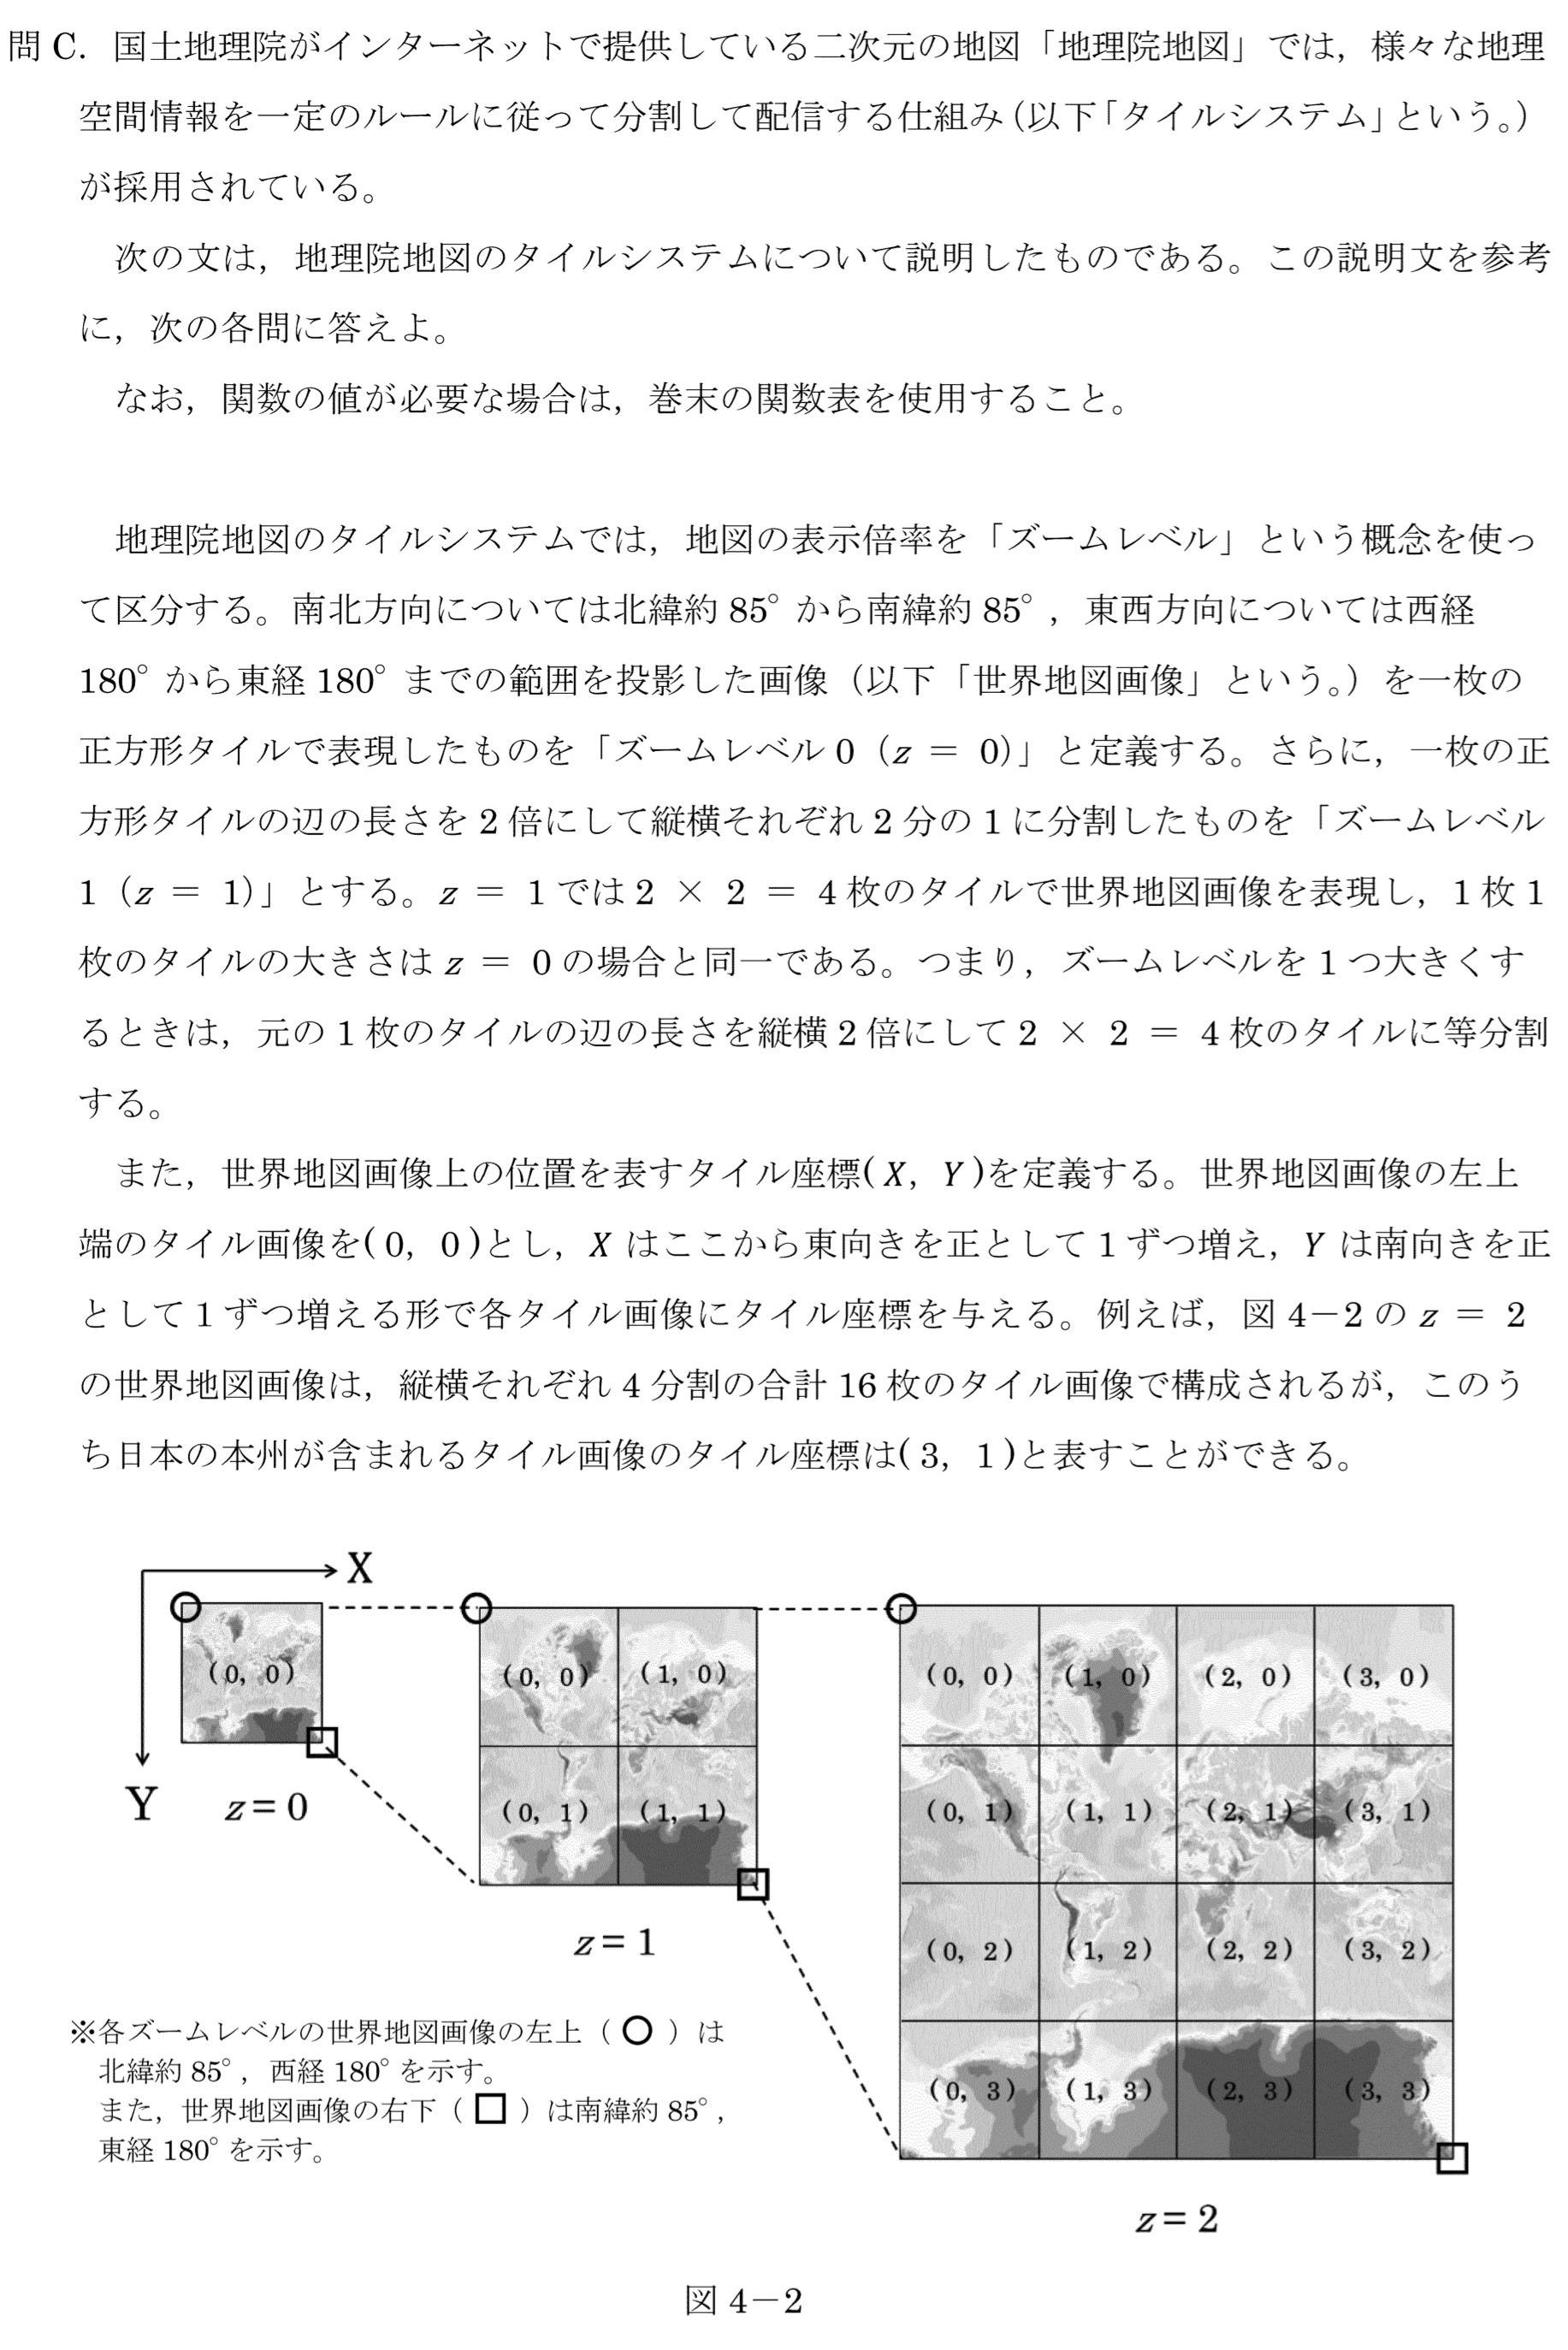 問 C. 国土地理院がインターネットで提供している二次元の地図「地理院地図」では，様々な地理
空間情報を一定のルールに従って分割して配信する仕組み（以下「タイルシステム」という。）
が採用されている。
次の文は，地理院地図のタイルシステムについて説明したものである。この説明文を参考
に，次の各問に答えよ。
なお，関数の値が必要な場合は，巻末の関数表を使用すること。
地理院地図のタイルシステムでは，地図の表示倍率を「ズームレベル」という概念を使っ
て区分する。南北方向については北緯約 85°から南緯約 85°，東西方向については西経
180°から東経 180°までの範囲を投影した画像（以下「世界地図画像」という。）を一枚の
正方形タイルで表現したものを「ズームレベル 0（z = 0）」と定義する。さらに，一枚の正
方形タイルの辺の長さを 2 倍にして縦横それぞれ 2 分の 1 に分割したものを「ズームレベル
1（z = 1）」とする。z = 1 では 2 × 2 = 4 枚のタイルで世界地図画像を表現し，1 枚 1
枚のタイルの大きさは z = 0 の場合と同一である。つまり，ズームレベルを 1 つ大きくす
るときは，元の 1 枚のタイルの辺の長さを縦横 2 倍にして 2 × 2 = 4 枚のタイルに等分割
する。
また，世界地図画像上の位置を表すタイル座標(X，Y)を定義する。世界地図画像の左上
端のタイル画像を(0，0)とし，X はここから東向きを正として 1 ずつ増え，Y は南向きを正
として 1 ずつ増える形で各タイル画像にタイル座標を与える。例えば，図 4－2 の z = 2
の世界地図画像は，縦横それぞれ 4 分割の合計 16 枚のタイル画像で構成されるが，このう
ち日本の本州が含まれるタイル画像のタイル座標は(3，1)と表すことができる。
X
Y
(0, 0)
z = 0
(0, 0) (1, 0)
(0, 1) (1, 1)
z = 1
(0, 0) (1, 0) (2, 0) (3, 0)
(0, 1) (1, 1) (2, 1) (3, 1)
(0, 2) (1, 2) (2, 2) (3, 2)
(0, 3) (1, 3) (2, 3) (3, 3)
z = 2
※各ズームレベルの世界地図画像の左上（ ○ ）は
北緯約 85°，西経 180°を示す。
また，世界地図画像の右下（ □ ）は南緯約 85°，
東経 180°を示す。
図 4－2